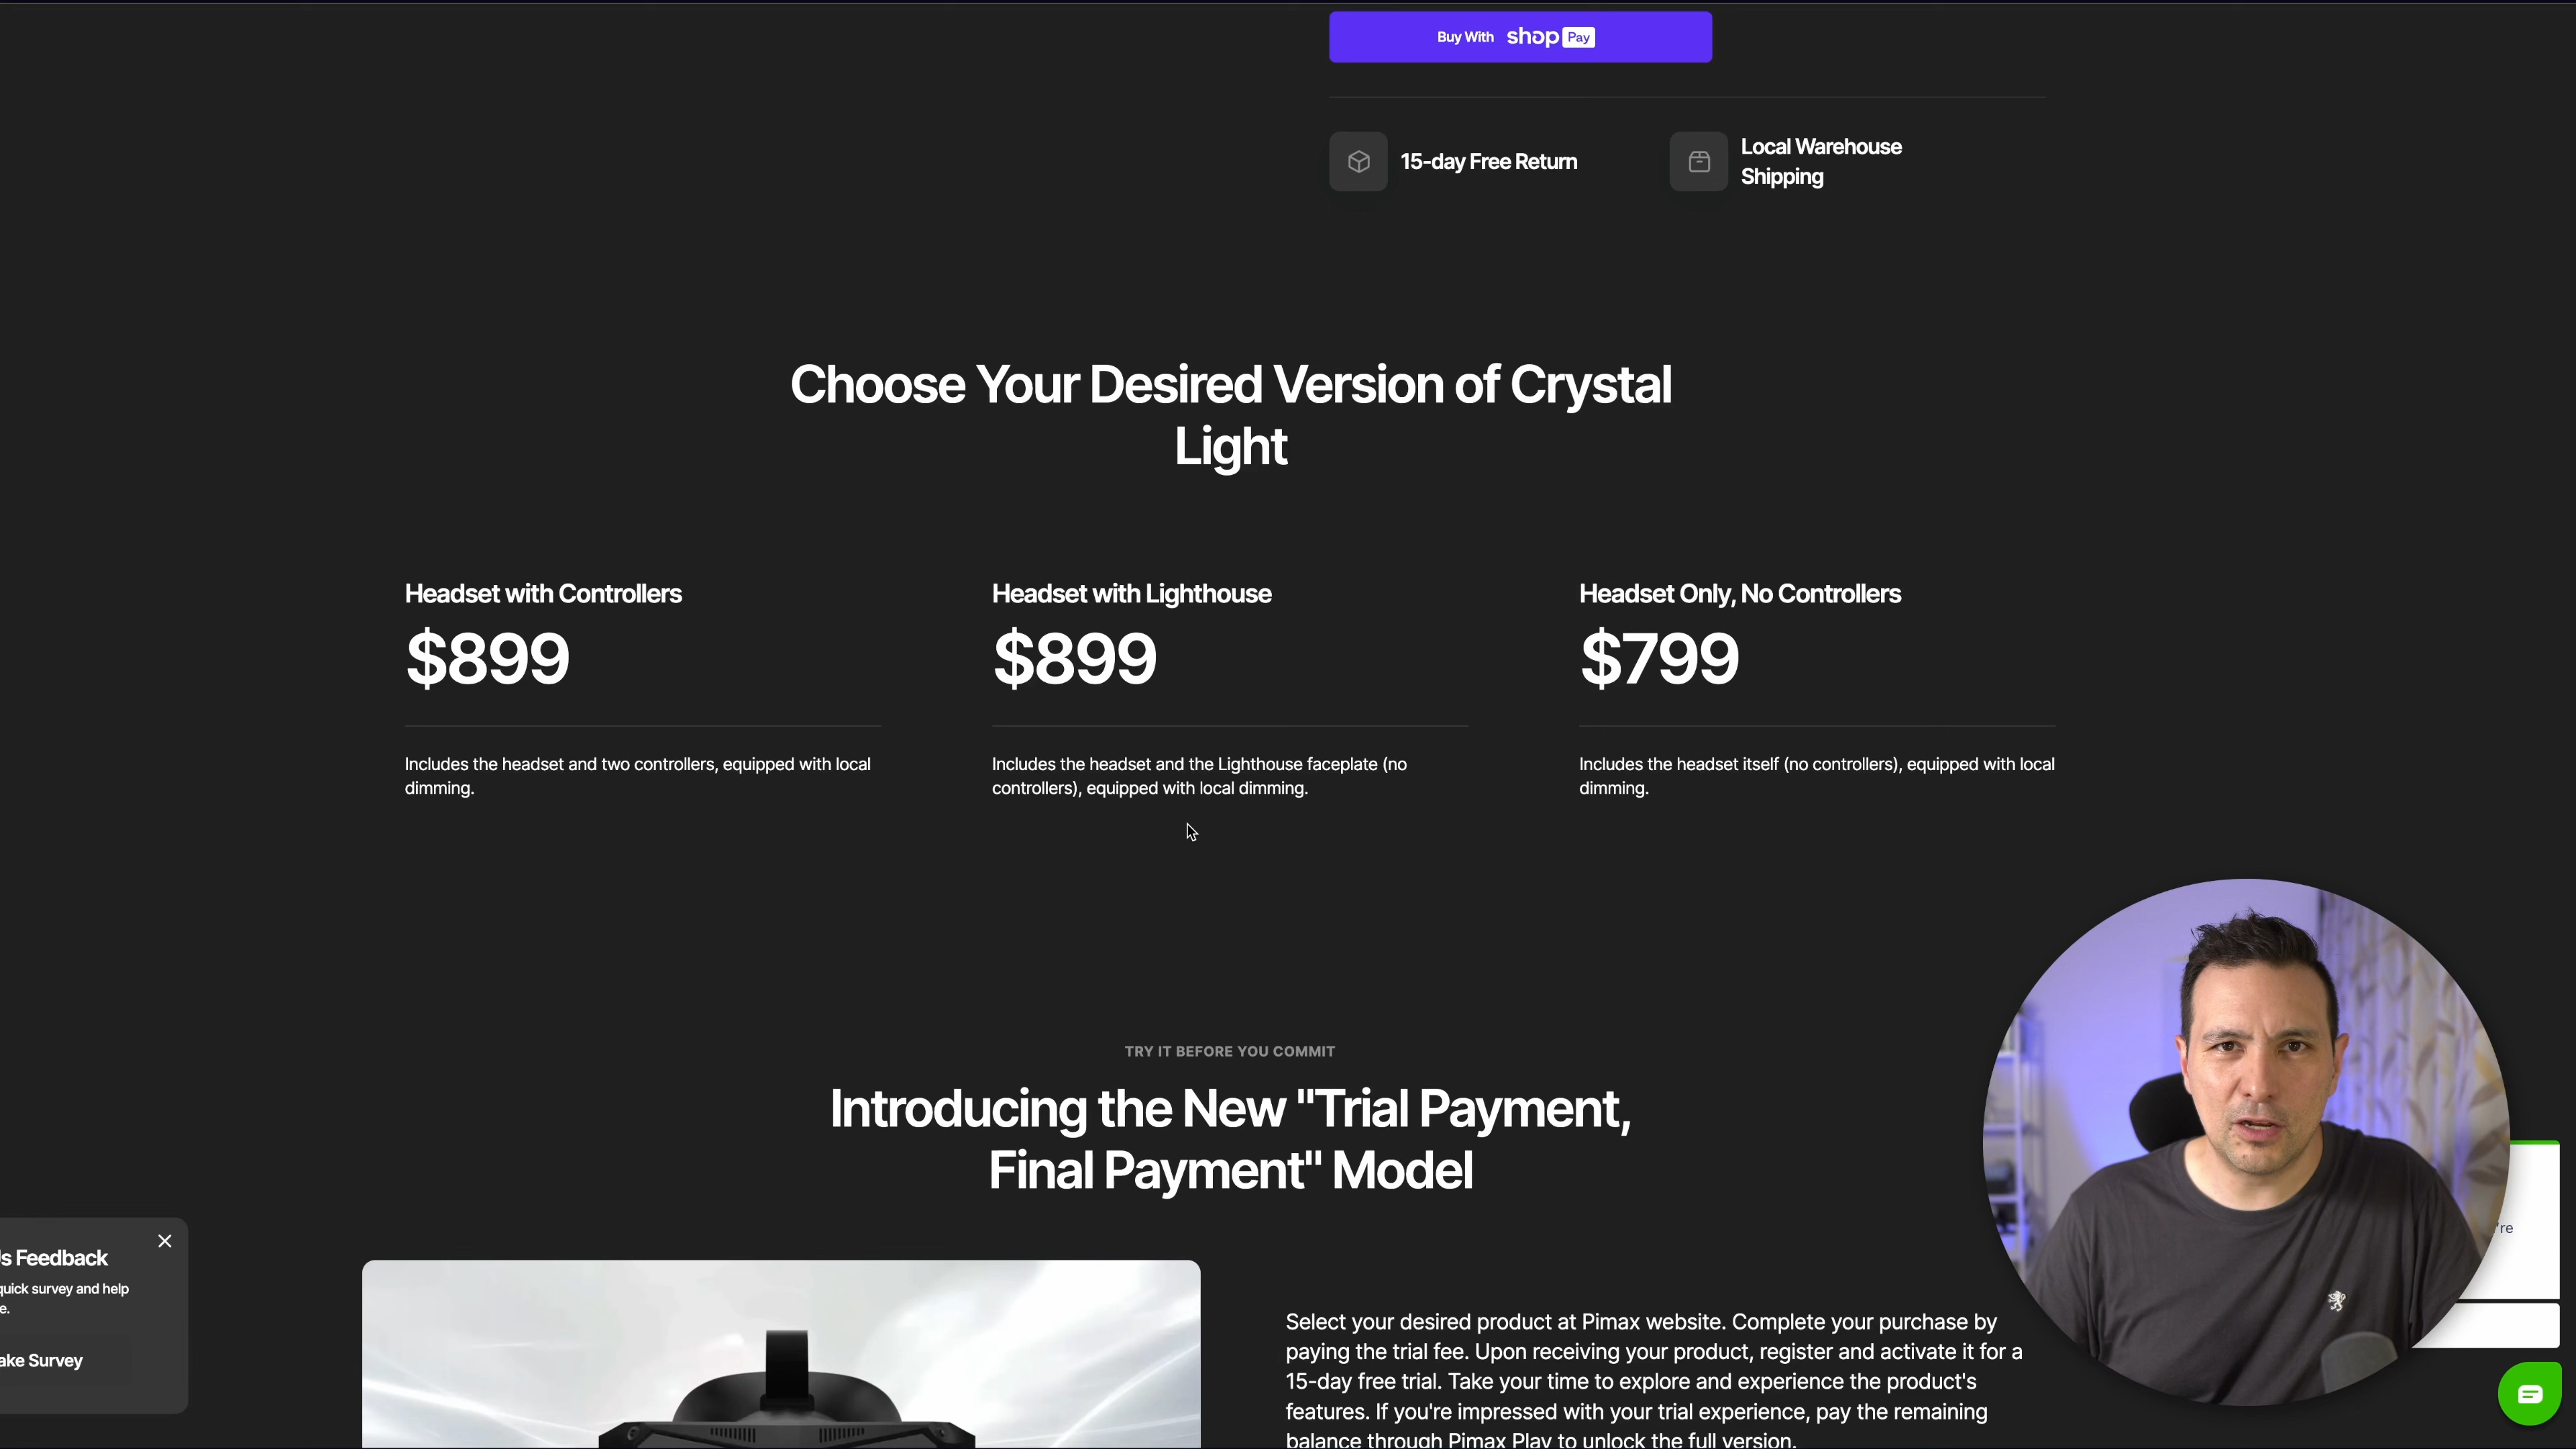 Buy With shop Pay
15-day Free Return
Local Warehouse
Shipping
Choose Your Desired Version of Crystal
Light
Headset with Controllers
$899
Includes the headset and two controllers, equipped with local
dimming.
Headset with Lighthouse
$899
Includes the headset and the Lighthouse faceplate (no
controllers), equipped with local dimming.
Headset Only, No Controllers
$799
Includes the headset itself (no controllers), equipped with local
dimming.
TRY IT BEFORE YOU COMMIT
Introducing the New "Trial Payment,
Final Payment" Model
Select your desired product at Pimax website. Complete your purchase by
paying the trial fee. Upon receiving your product, register and activate it for a
15-day free trial. Take your time to explore and experience the product's
features. If you're impressed with your trial experience, pay the remaining
balance through Pimax Play to unlock the full version.
s Feedback
quick survey and help
e.
ake Survey
're